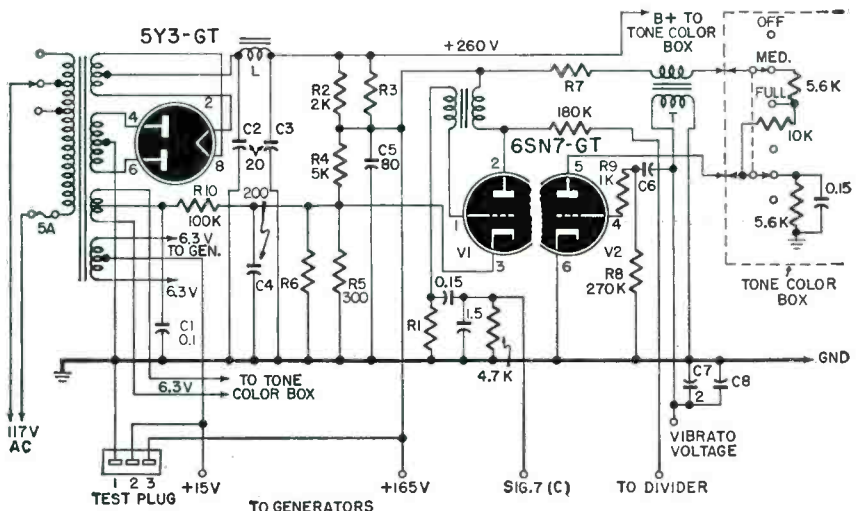 5Y3-GT
B+ TO
TONE COLOR
BOX
OFF
+260V
MED.
FULL
5.6K
10K
L
R2
2K
R3
R7
T
4
6
2
8
C2
20
C3
R4
5K
C5
80
180K
6SN7-GT
2
5
R9
1K
C6
0.15
5.6K
R10
100K
200
1
4
V1
V2
3
6
5A
6.3V
TO GEN.
6.3V
C4
R6
R5
300
0.15
R8
270K
TONE COLOR
BOX
C1
0.1
R1
1.5
4.7K
GND
6.3V
TO TONE
COLOR BOX
C7
2
C8
117V
AC
VIBRATO
VOLTAGE
1 2 3
TEST PLUG
+15V
+165V
SIG.7 (C)
TO DIVIDER
TO GENERATORS